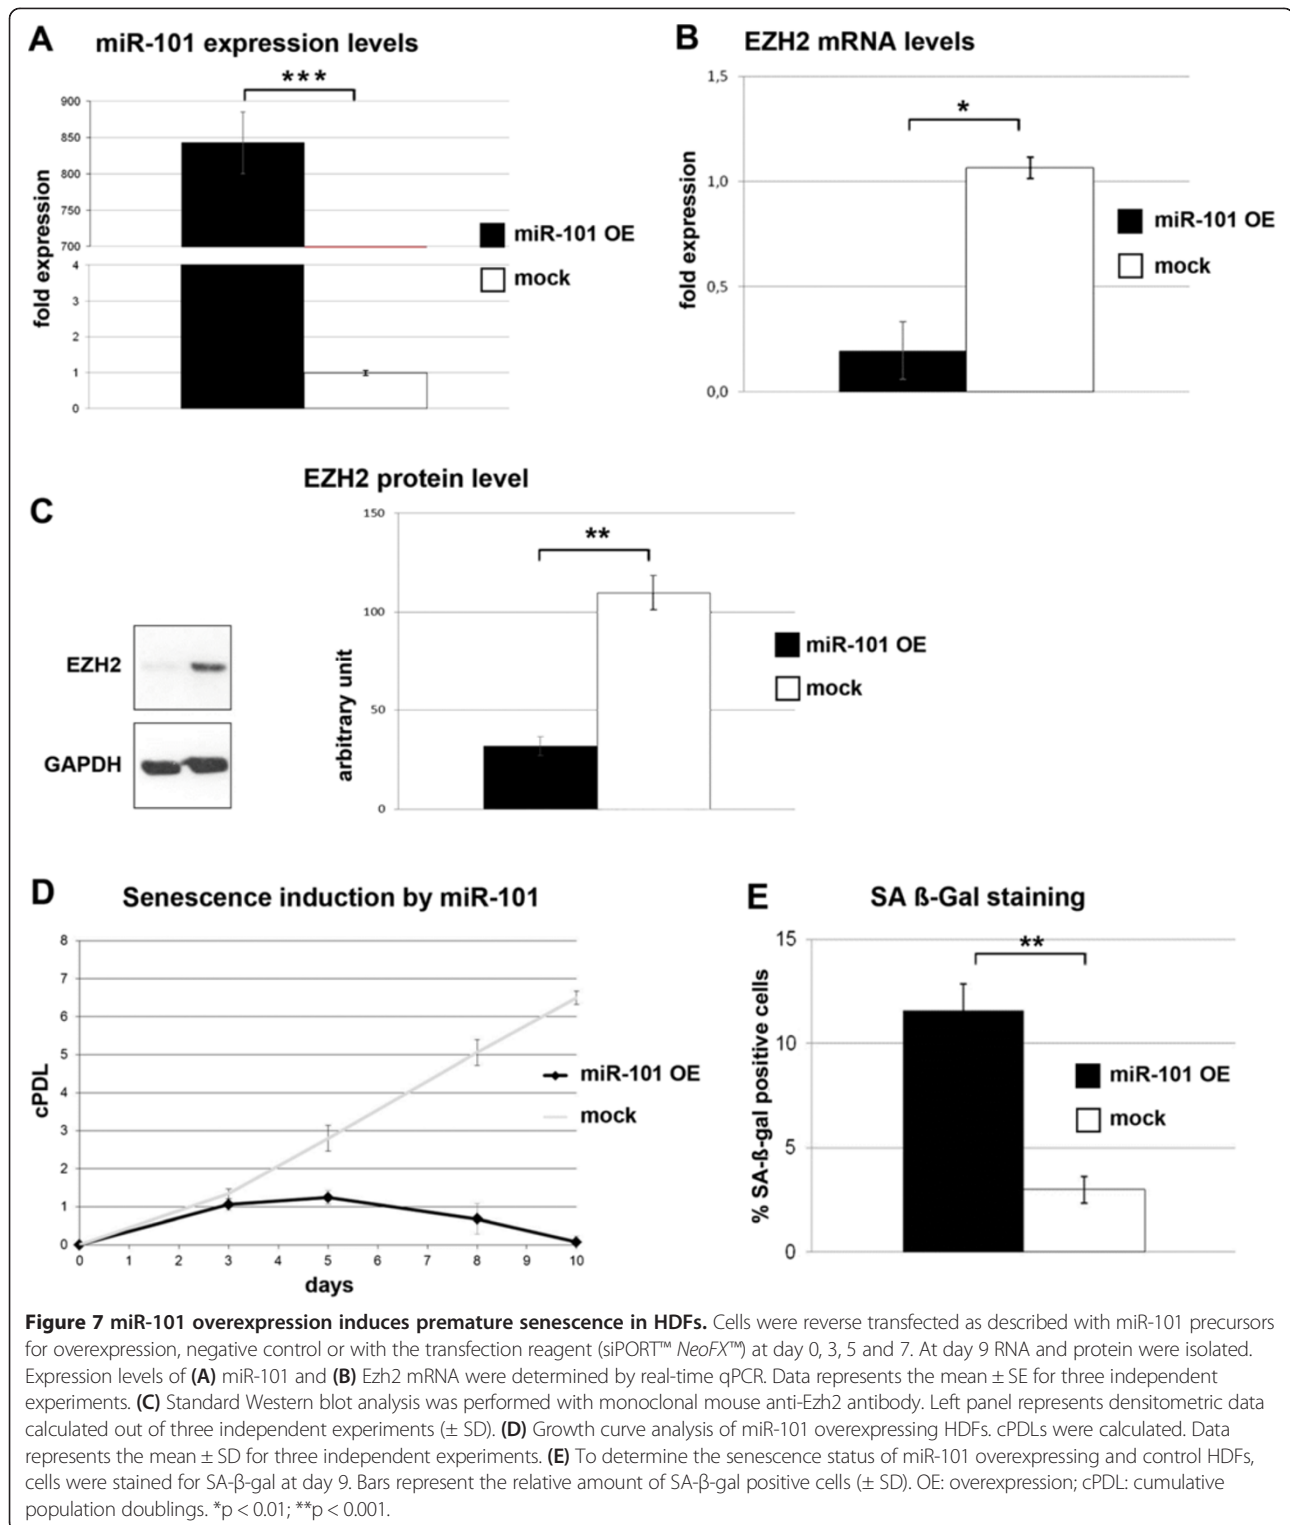 A miR-101 expression levels
***
900
850
800
750
700
4
3
2
1
0
fold expression
miR-101 OE
mock
B EZH2 mRNA levels
*
1,5
1,0
0,5
0,0
fold expression
miR-101 OE
mock
C EZH2 protein level
EZH2
GAPDH
**
150
100
50
0
arbitrary unit
miR-101 OE
mock
D Senescence induction by miR-101
8
7
6
5
4
3
2
1
0
cPDL
0 1 2 3 4 5 6 7 8 9 10
days
miR-101 OE
mock
E SA ß-Gal staining
**
15
10
5
0
% SA-ß-gal positive cells
miR-101 OE
mock
Figure 7 miR-101 overexpression induces premature senescence in HDFs. Cells were reverse transfected as described with miR-101 precursors
for overexpression, negative control or with the transfection reagent (siPORT™ NeoFX™) at day 0, 3, 5 and 7. At day 9 RNA and protein were isolated.
Expression levels of (A) miR-101 and (B) Ezh2 mRNA were determined by real-time qPCR. Data represents the mean ± SE for three independent
experiments. (C) Standard Western blot analysis was performed with monoclonal mouse anti-Ezh2 antibody. Left panel represents densitometric data
calculated out of three independent experiments (± SD). (D) Growth curve analysis of miR-101 overexpressing HDFs. cPDLs were calculated. Data
represents the mean ± SD for three independent experiments. (E) To determine the senescence status of miR-101 overexpressing and control HDFs,
cells were stained for SA-β-gal at day 9. Bars represent the relative amount of SA-β-gal positive cells (± SD). OE: overexpression; cPDL: cumulative
population doublings. *p < 0.01; **p < 0.001.